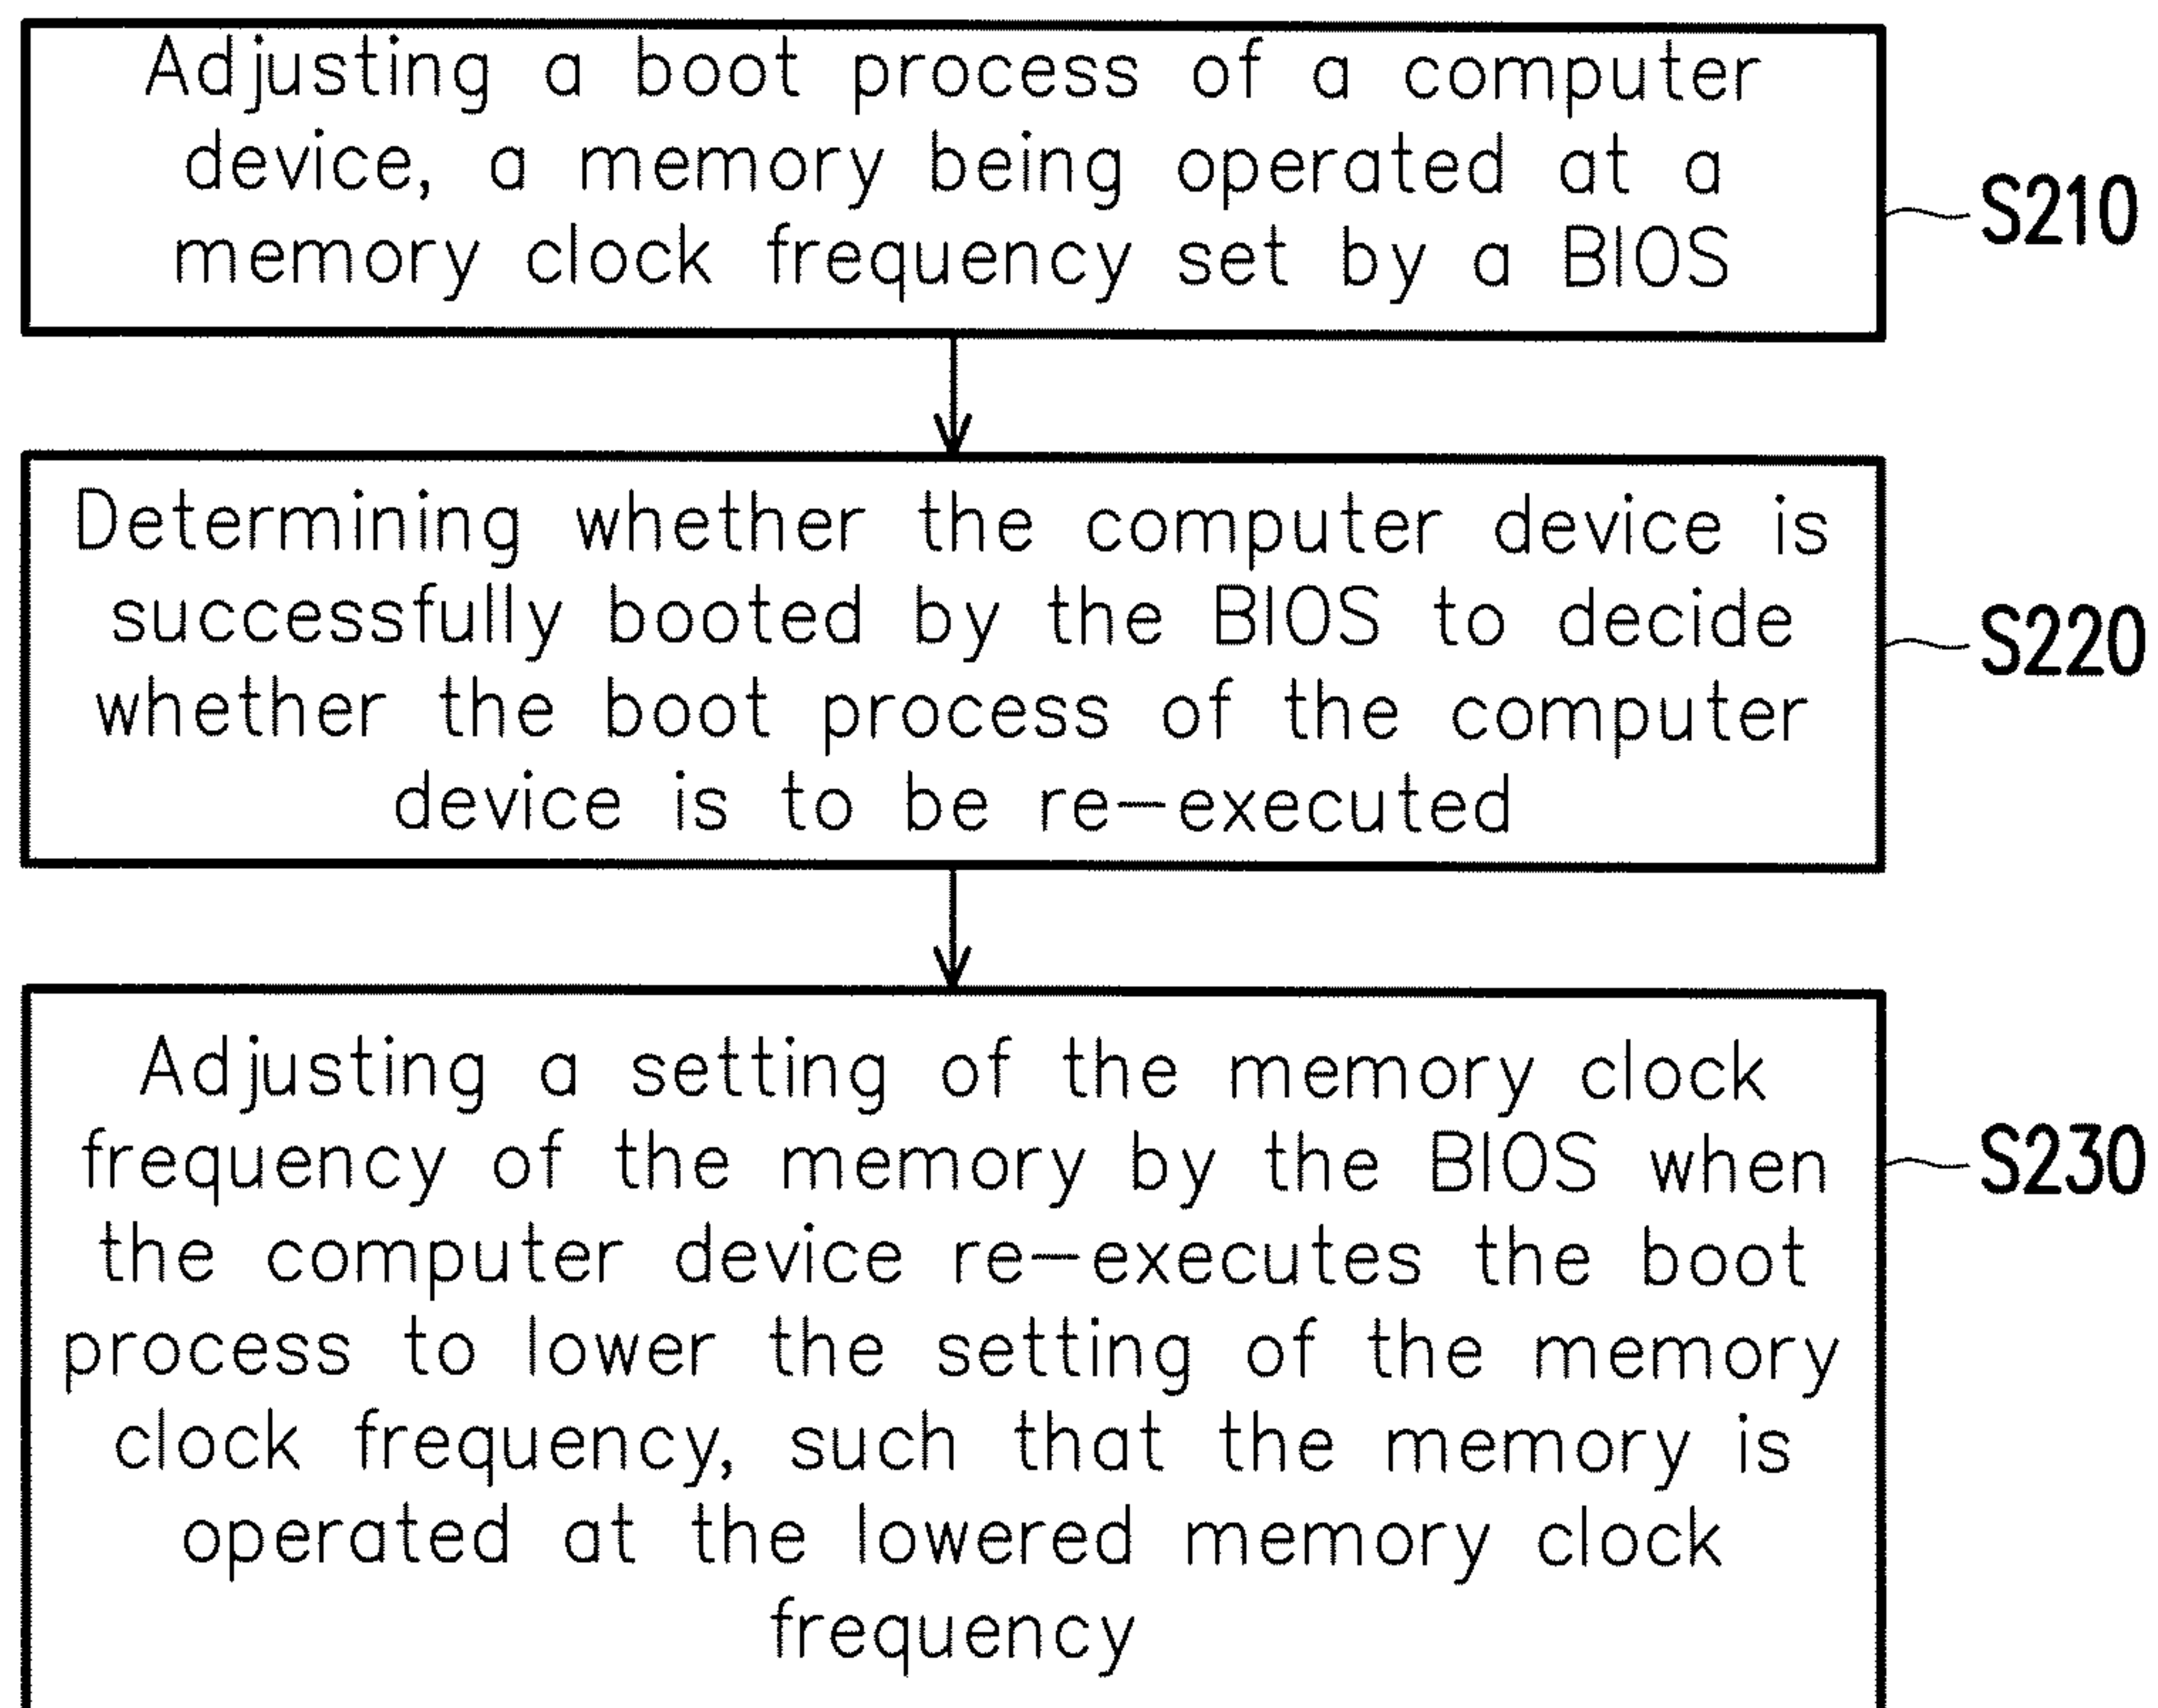 Adjusting a boot process of a computer
device, a memory being operated at a
memory clock frequency set by a BIOS
S210
Determining whether the computer device is
successfully booted by the BIOS to decide
whether the boot process of the computer
device is to be re-executed
S220
Adjusting a setting of the memory clock
frequency of the memory by the BIOS when
the computer device re-executes the boot
process to lower the setting of the memory
clock frequency, such that the memory is
operated at the lowered memory clock
frequency
S230